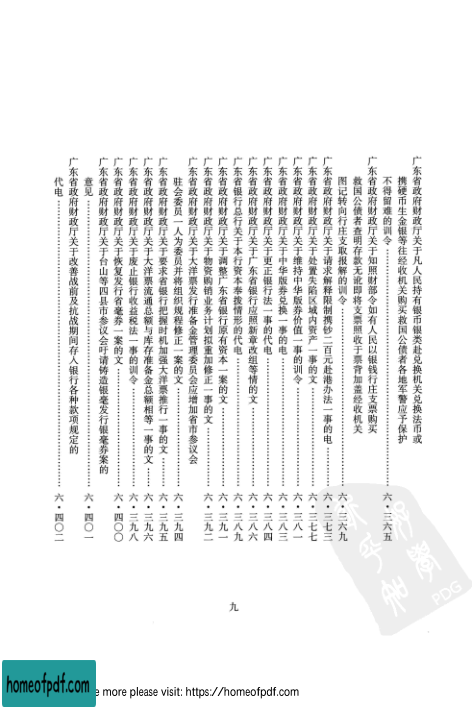 广东省政府财政厅关于凡人民持有银币银类赴兑换机关兑换法币或
携硬币生金银等往经收机关购买救国公债者各地军警应予保护
不得留难的训令……六·三六五
广东省政府财政厅关于知照财部令如有人民以银钱行庄支票购买
救国公债者查明存款无讹即将支票照收于票背加盖经收机关
图记转向行庄支取报解的训令……六·三六九
广东省政府财政厅关于请求解释限制携钞二百元赴港办法一事的电……六·三七三
广东省政府财政厅关于处置失陷区域内资产一事的文……六·三七七
广东省政府财政厅关于维持中华版券价值一事的训令……六·三八一
广东省政府财政厅关于中华版券兑换一事的电……六·三八三
广东省政府财政厅关于更正银行法一事的代电……六·三八四
广东省政府财政厅关于广东省银行应照新章改组等情的文……六·三八六
广东省银行总行关于本行资本奉拨情形的代电……六·三八九
广东省政府财政厅关于调整广东省银行原有资本一案的文……六·三九一
广东省政府财政厅关于物资购销业务计划拟重加修正一事的文……六·三九二
广东省政府财政厅关于大洋票发行准备金管理委员会应增加省市参议会
驻会委员一人为委员并将组织规程修正一案的文……六·三九四
广东省政府财政厅关于要求省银行把握时机加强大洋票推行一事的文……六·三九五
广东省政府财政厅关于大洋票流通总额与库存准备金总额相等一事的文……六·三九六
广东省政府财政厅关于废止银行收益税法一事的训令……六·三九八
广东省政府财政厅关于恢复发行省毫券一案的文……六·四〇〇
广东省政府财政厅关于台山等四县市参议会吁请铸造银毫发行银毫券案的
意见……六·四〇一
广东省政府财政厅关于改善战前及抗战期间存人银行各种款项规定的
代电……六·四〇二
九
PDG
homeofpdf.com
e more please visit: https://homeofpdf.com